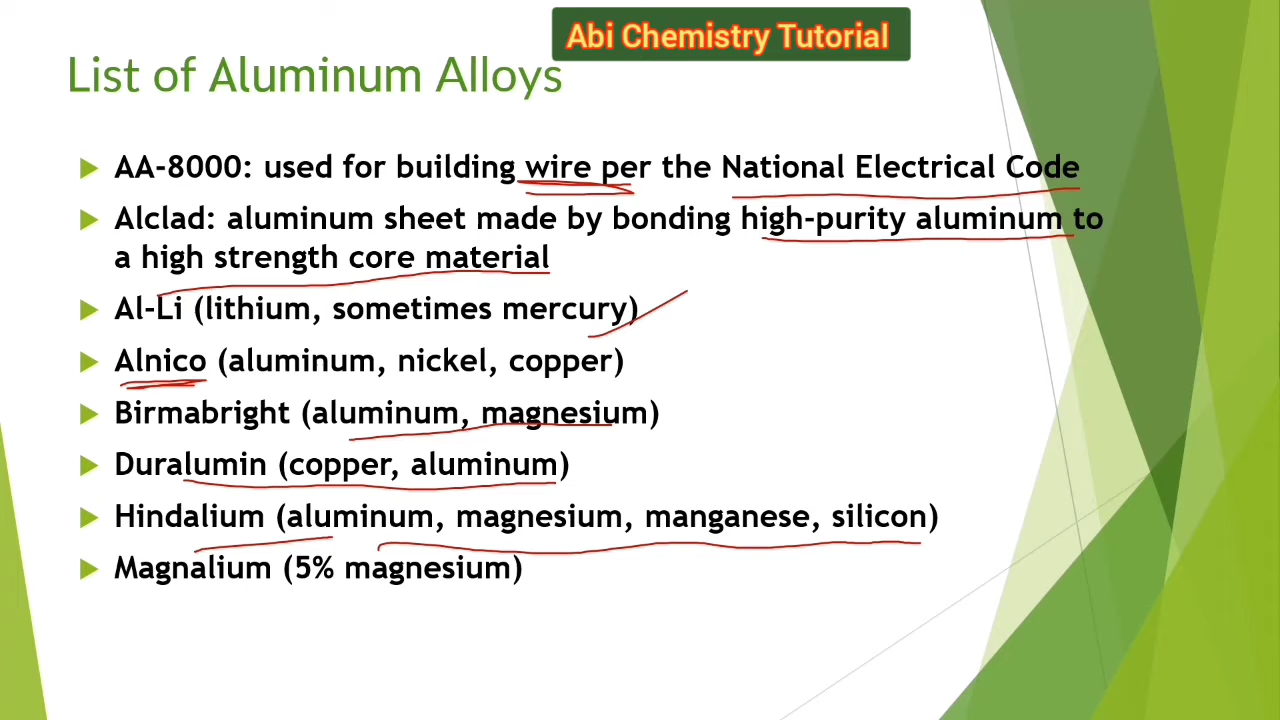 Abi Chemistry Tutorial
List of Aluminum Alloys
AA-8000: used for building wire per the National Electrical Code
Alclad: aluminum sheet made by bonding high-purity aluminum to
a high strength core material
Al-Li (lithium, sometimes mercury)
Alnico (aluminum, nickel, copper)
Birmabright (aluminum, magnesium)
Duralumin (copper, aluminum)
Hindalium (aluminum, magnesium, manganese, silicon)
Magnalium (5% magnesium)